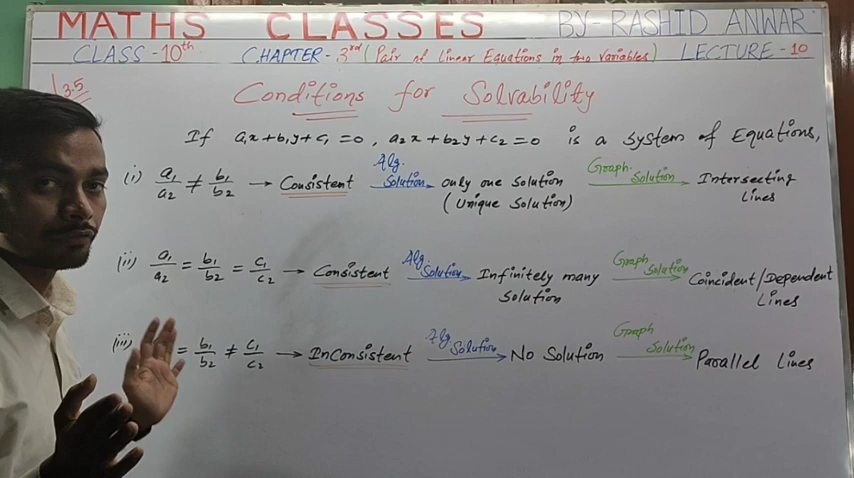 MATHS CLASSES BY- RASHID ANWAR
CLASS - 10th CHAPTER - 3rd (Pair of Linear Equations in two Variables) LECTURE - 10
3.5
Conditions for Solvability
If a₁x + b₁y + c₁ = 0 , a₂x + b₂y + c₂ = 0 is a system of Equations,
(i) a₁/a₂ ≠ b₁/b₂ → Consistent Alg. Solution → only one solution Graph. Solution → Intersecting
(Unique Solution) Lines
(ii) a₁/a₂ = b₁/b₂ = c₁/c₂ → Consistent Alg. Solution → Infinitely many Graph Solution → Coincident/Dependent
Solution Lines
(iii) = b₁/b₂ ≠ c₁/c₂ → InConsistent Alg Solution → No Solution Graph Solution → Parallel Lines